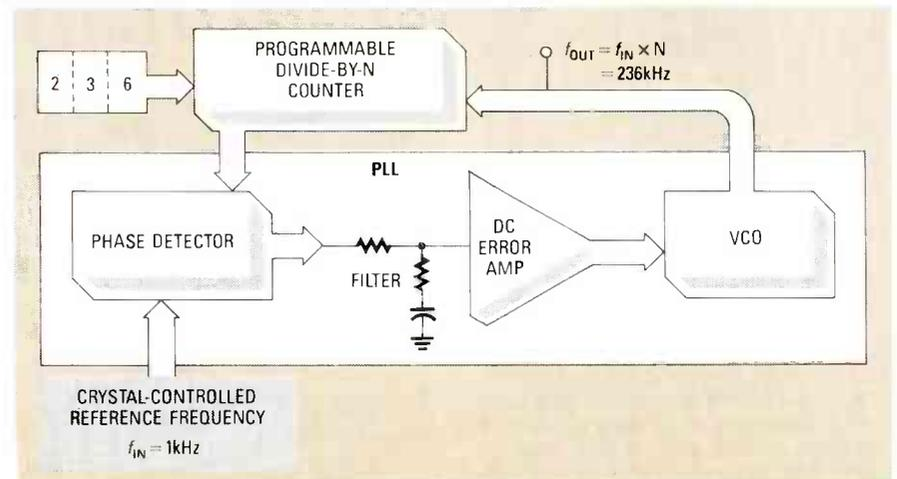 PROGRAMMABLE
DIVIDE-BY-N
COUNTER
2 3 6
fOUT = fIN × N
= 236kHz
PLL
PHASE DETECTOR
FILTER
DC
ERROR
AMP
VCO
CRYSTAL-CONTROLLED
REFERENCE FREQUENCY
fIN = 1kHz